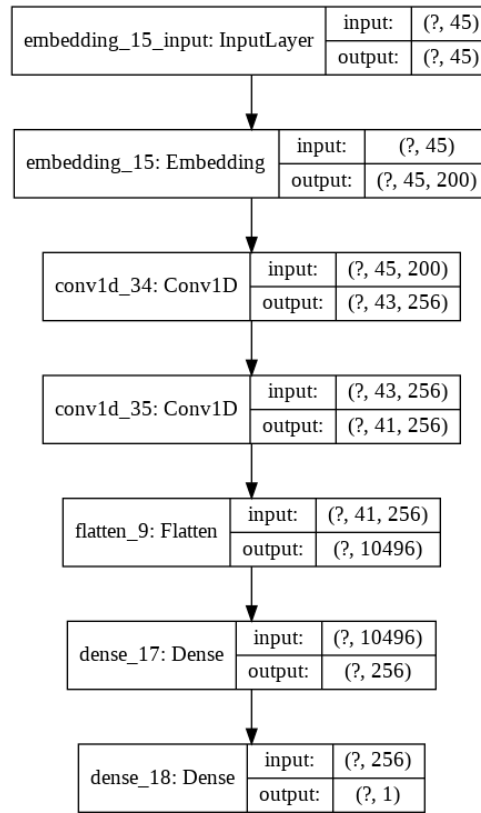 embedding_15_input: InputLayer
input: (?, 45)
output: (?, 45)
embedding_15: Embedding
input: (?, 45)
output: (?, 45, 200)
conv1d_34: Conv1D
input: (?, 45, 200)
output: (?, 43, 256)
conv1d_35: Conv1D
input: (?, 43, 256)
output: (?, 41, 256)
flatten_9: Flatten
input: (?, 41, 256)
output: (?, 10496)
dense_17: Dense
input: (?, 10496)
output: (?, 256)
dense_18: Dense
input: (?, 256)
output: (?, 1)